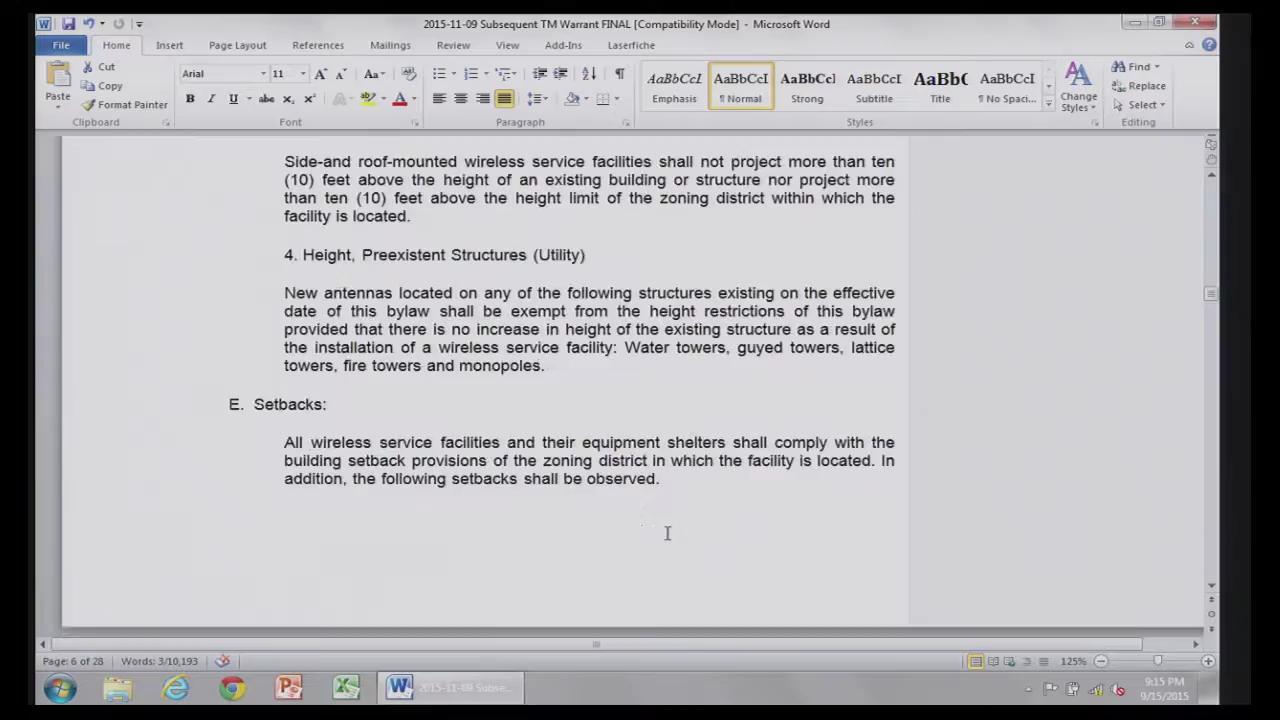 2015-11-09 Subsequent TM Warrant FINAL [Compatibility Mode] - Microsoft Word
File Home Insert Page Layout References Mailings Review View Add-Ins Laserfiche
Paste
Cut
Copy
Format Painter
Clipboard
Arial 11
Font
Paragraph
AaBbCcI Emphasis
AaBbCcI ¶ Normal
AaBbCcI Strong
AaBbCcI Subtitle
AaBb( Title
AaBbCcI ¶ No Spaci...
Change Styles
Styles
Find
Replace
Select
Editing
Side-and roof-mounted wireless service facilities shall not project more than ten
(10) feet above the height of an existing building or structure nor project more
than ten (10) feet above the height limit of the zoning district within which the
facility is located.
4. Height, Preexistent Structures (Utility)
New antennas located on any of the following structures existing on the effective
date of this bylaw shall be exempt from the height restrictions of this bylaw
provided that there is no increase in height of the existing structure as a result of
the installation of a wireless service facility: Water towers, guyed towers, lattice
towers, fire towers and monopoles.
E. Setbacks:
All wireless service facilities and their equipment shelters shall comply with the
building setback provisions of the zoning district in which the facility is located. In
addition, the following setbacks shall be observed.
Page: 6 of 28 Words: 3/10,193 125%
2015-11-09 Subse... 9:15 PM
9/15/2015